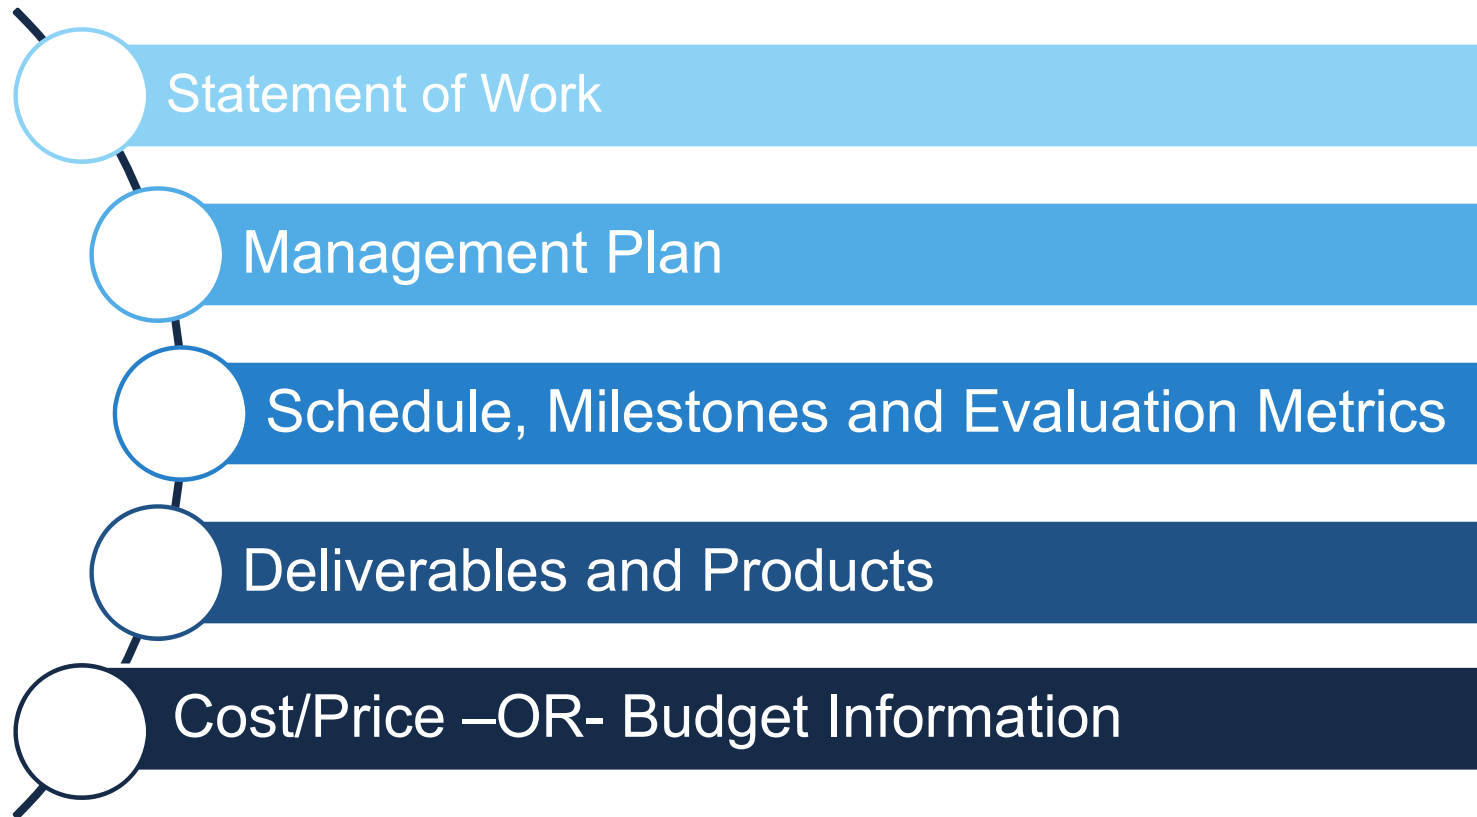 Statement of Work
Management Plan
Schedule, Milestones and Evaluation Metrics
Deliverables and Products
Cost/Price –OR- Budget Information